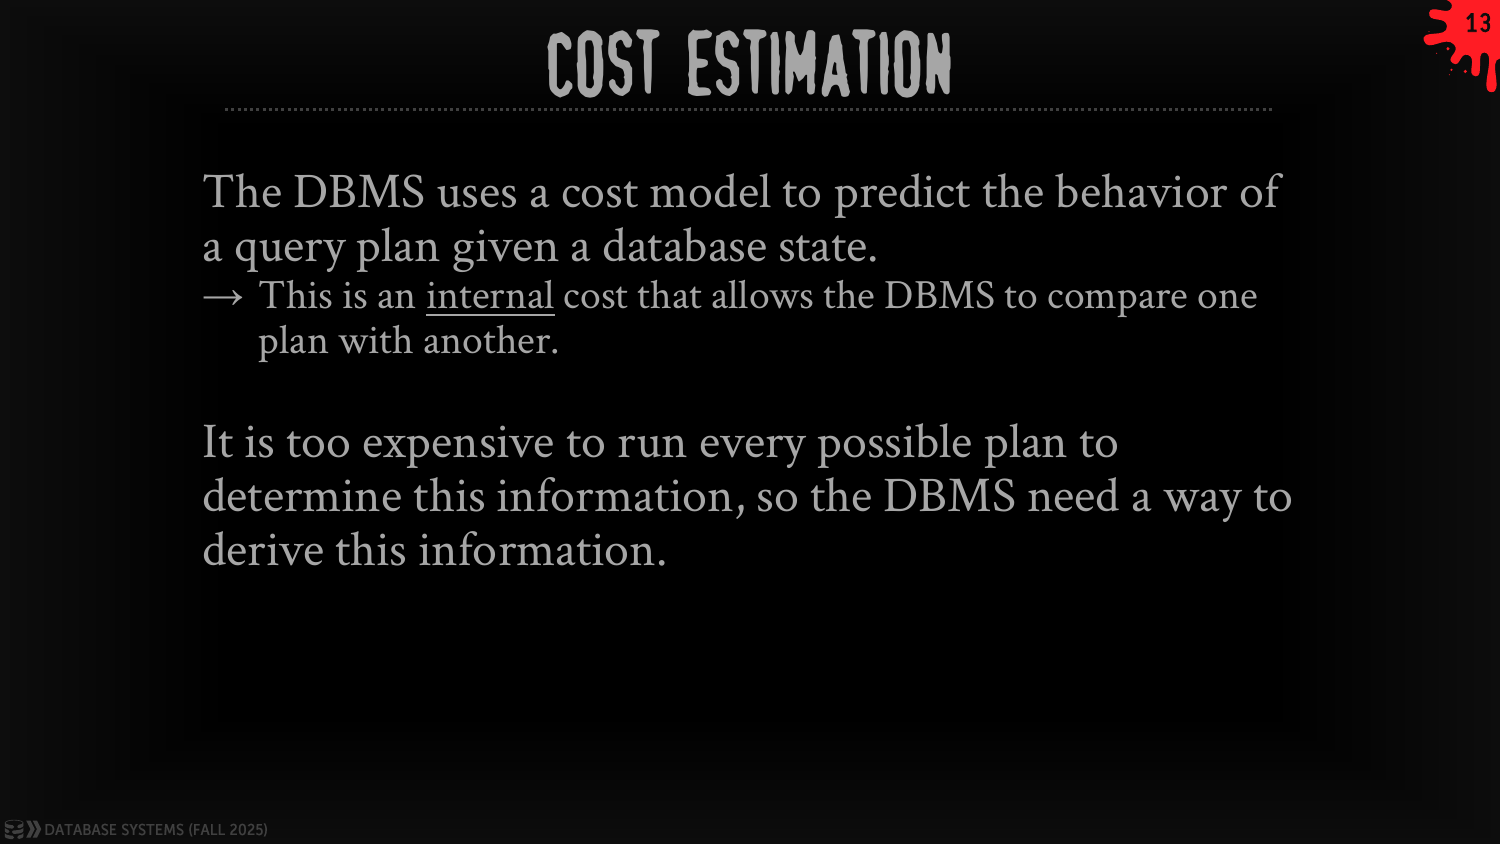 COST ESTIMATION
13
The DBMS uses a cost model to predict the behavior of
a query plan given a database state.
→ This is an internal cost that allows the DBMS to compare one
plan with another.
It is too expensive to run every possible plan to
determine this information, so the DBMS need a way to
derive this information.
DATABASE SYSTEMS (FALL 2025)